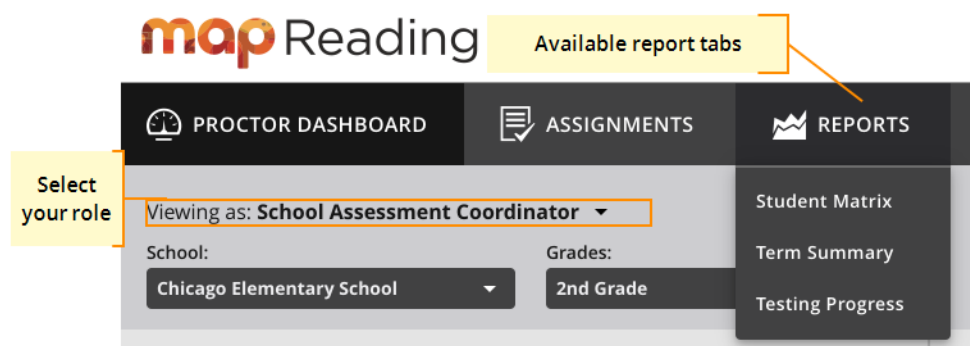 map Reading
Available report tabs
PROCTOR DASHBOARD
ASSIGNMENTS
REPORTS
Select
your role
Viewing as: School Assessment Coordinator
School:
Grades:
Chicago Elementary School
2nd Grade
Student Matrix
Term Summary
Testing Progress